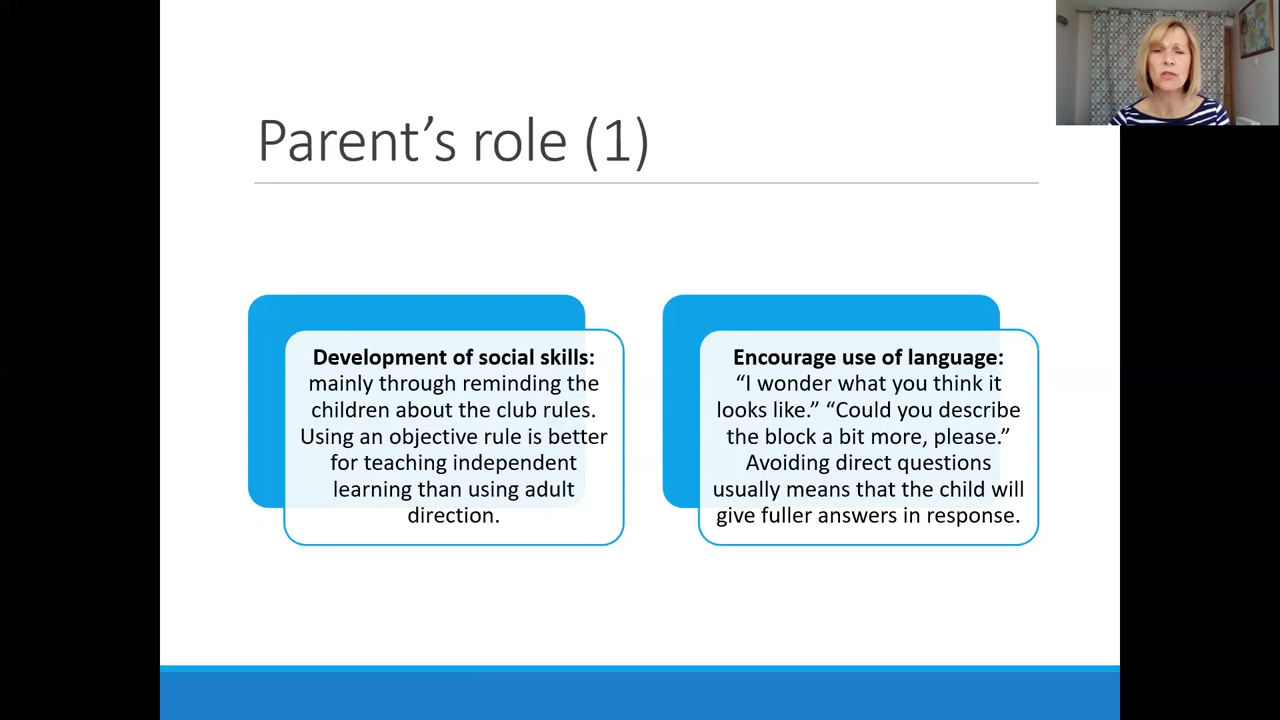 Parent’s role (1)
Development of social skills:
mainly through reminding the
children about the club rules.
Using an objective rule is better
for teaching independent
learning than using adult
direction.
Encourage use of language:
“I wonder what you think it
looks like.” “Could you describe
the block a bit more, please.”
Avoiding direct questions
usually means that the child will
give fuller answers in response.